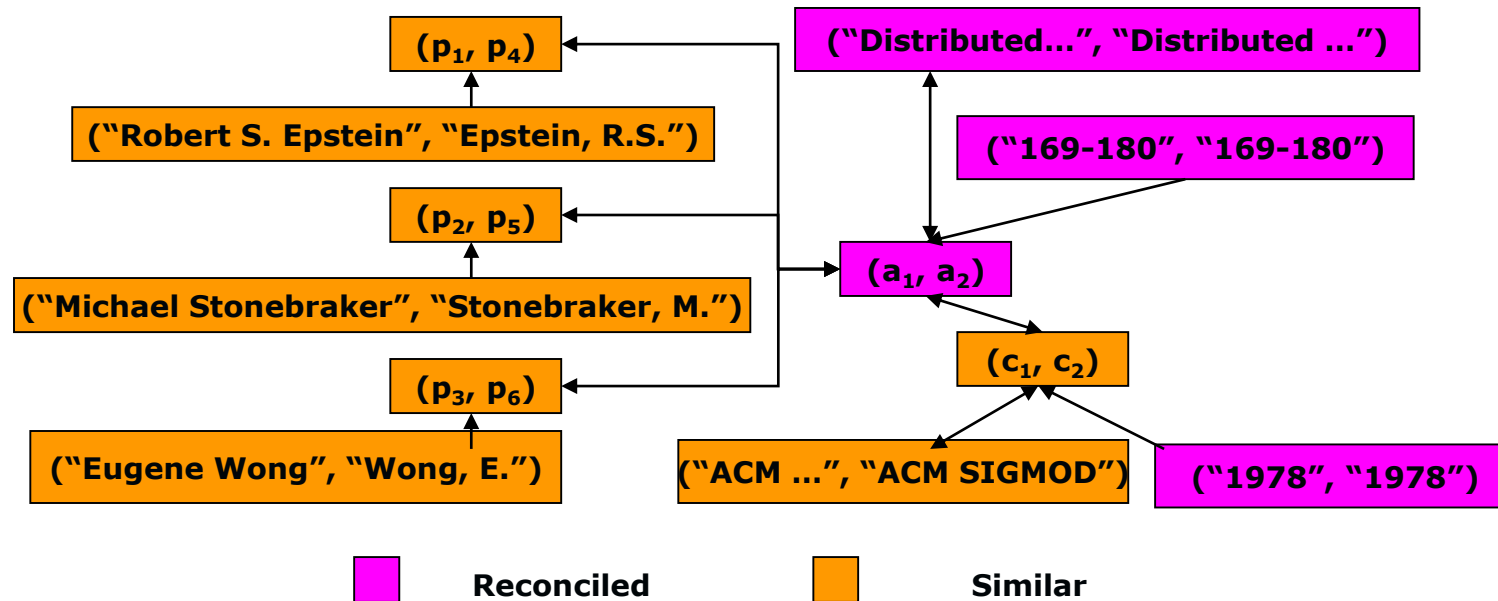 (p₁, p₄)
(“Distributed…”, “Distributed …”)
(“Robert S. Epstein”, “Epstein, R.S.”)
(“169-180”, “169-180”)
(p₂, p₅)
(a₁, a₂)
(“Michael Stonebraker”, “Stonebraker, M.”)
(c₁, c₂)
(p₃, p₆)
(“Eugene Wong”, “Wong, E.”)
(“ACM …”, “ACM SIGMOD”)
(“1978”, “1978”)
Reconciled
Similar